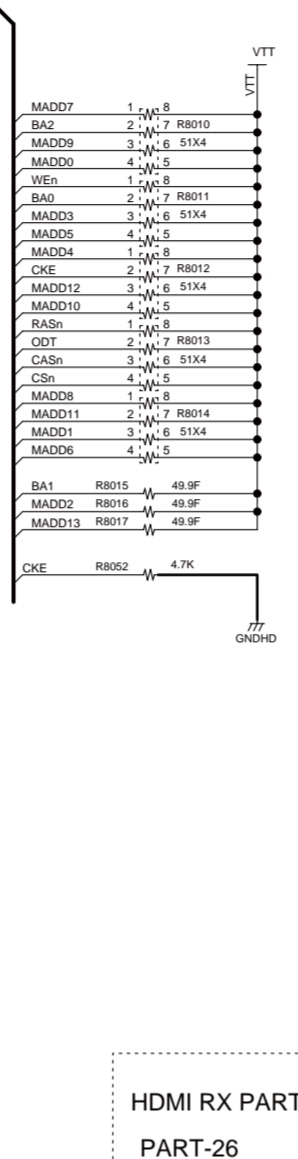 VTT
VTT
MADD7 1 8
BA2 2 7 R8010
MADD9 3 6 51X4
MADD0 4 5
WEn 1 8
BA0 2 7 R8011
MADD3 3 6 51X4
MADD5 4 5
MADD4 1 8
CKE 2 7 R8012
MADD12 3 6 51X4
MADD10 4 5
RASn 1 8
ODT 2 7 R8013
CASn 3 6 51X4
CSn 4 5
MADD8 1 8
MADD11 2 7 R8014
MADD1 3 6 51X4
MADD6 4 5
BA1 R8015 49.9F
MADD2 R8016 49.9F
MADD13 R8017 49.9F
CKE R8052 4.7K
GNDHD
HDMI RX PART
PART-26